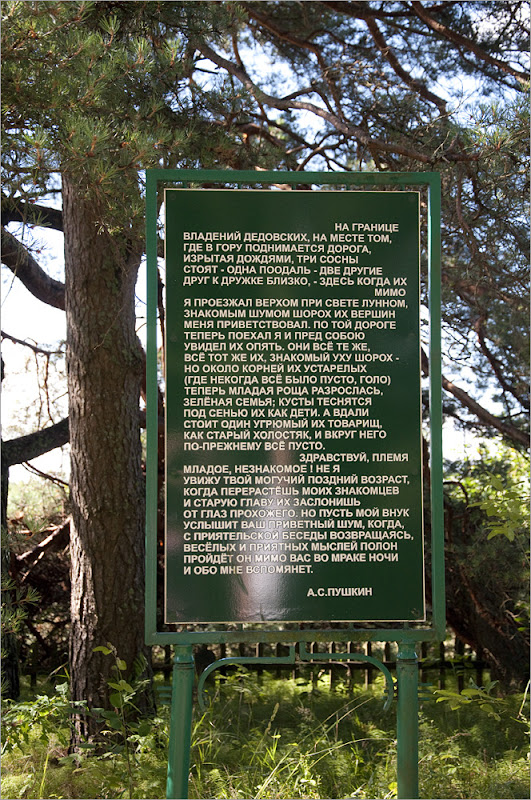 НА ГРАНИЦЕ
ВЛАДЕНИЙ ДЕДОВСКИХ, НА МЕСТЕ ТОМ,
ГДЕ В ГОРУ ПОДНИМАЕТСЯ ДОРОГА,
ИЗРЫТАЯ ДОЖДЯМИ, ТРИ СОСНЫ
СТОЯТ - ОДНА ПООДАЛЬ - ДВЕ ДРУГИЕ
ДРУГ К ДРУЖКЕ БЛИЗКО, - ЗДЕСЬ КОГДА ИХ
МИМО
Я ПРОЕЗЖАЛ ВЕРХОМ ПРИ СВЕТЕ ЛУННОМ,
ЗНАКОМЫМ ШУМОМ ШОРОХ ИХ ВЕРШИН
МЕНЯ ПРИВЕТСТВОВАЛ. ПО ТОЙ ДОРОГЕ
ТЕПЕРЬ ПОЕХАЛ Я И ПРЕД СОБОЮ
УВИДЕЛ ИХ ОПЯТЬ. ОНИ ВСЁ ТЕ ЖЕ,
ВСЁ ТОТ ЖЕ ИХ, ЗНАКОМЫЙ УХУ ШОРОХ -
НО ОКОЛО КОРНЕЙ ИХ УСТАРЕЛЫХ
(ГДЕ НЕКОГДА ВСЁ БЫЛО ПУСТО, ГОЛО)
ТЕПЕРЬ МЛАДАЯ РОЩА РАЗРОСЛАСЬ,
ЗЕЛЁНАЯ СЕМЬЯ; КУСТЫ ТЕСНЯТСЯ
ПОД СЕНЬЮ ИХ КАК ДЕТИ. А ВДАЛИ
СТОИТ ОДИН УГРЮМЫЙ ИХ ТОВАРИЩ,
КАК СТАРЫЙ ХОЛОСТЯК, И ВКРУГ НЕГО
ПО-ПРЕЖНЕМУ ВСЁ ПУСТО.
ЗДРАВСТВУЙ, ПЛЕМЯ
МЛАДОЕ, НЕЗНАКОМОЕ ! НЕ Я
УВИЖУ ТВОЙ МОГУЧИЙ ПОЗДНИЙ ВОЗРАСТ,
КОГДА ПЕРЕРАСТЁШЬ МОИХ ЗНАКОМЦЕВ
И СТАРУЮ ГЛАВУ ИХ ЗАСЛОНИШЬ
ОТ ГЛАЗ ПРОХОЖЕГО. НО ПУСТЬ МОЙ ВНУК
УСЛЫШИТ ВАШ ПРИВЕТНЫЙ ШУМ, КОГДА,
С ПРИЯТЕЛЬСКОЙ БЕСЕДЫ ВОЗВРАЩАЯСЬ,
ВЕСЁЛЫХ И ПРИЯТНЫХ МЫСЛЕЙ ПОЛОН
ПРОЙДЁТ ОН МИМО ВАС ВО МРАКЕ НОЧИ
И ОБО МНЕ ВСПОМЯНЕТ.
А.С.ПУШКИН